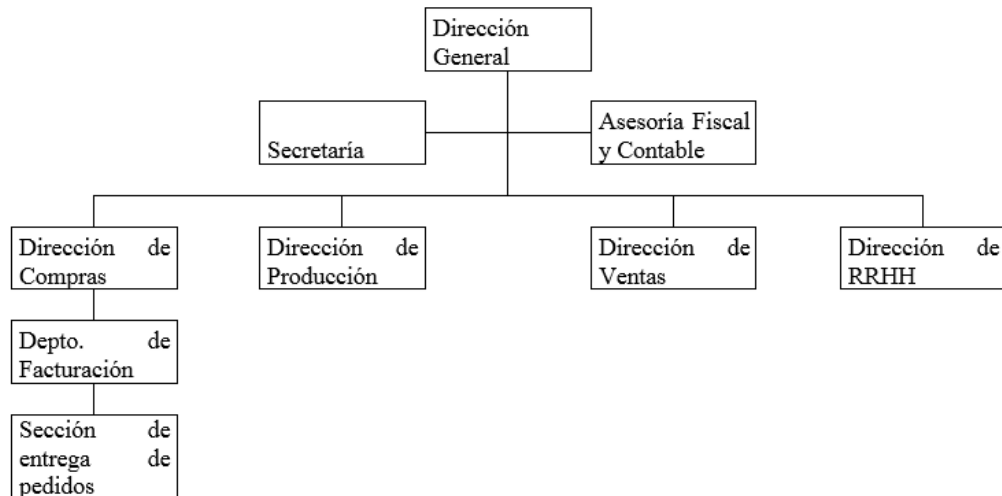 Dirección
General
Secretaría
Asesoría Fiscal
y Contable
Dirección de
Compras
Dirección de
Producción
Dirección de
Ventas
Dirección de
RRHH
Depto. de
Facturación
Sección de
entrega de
pedidos